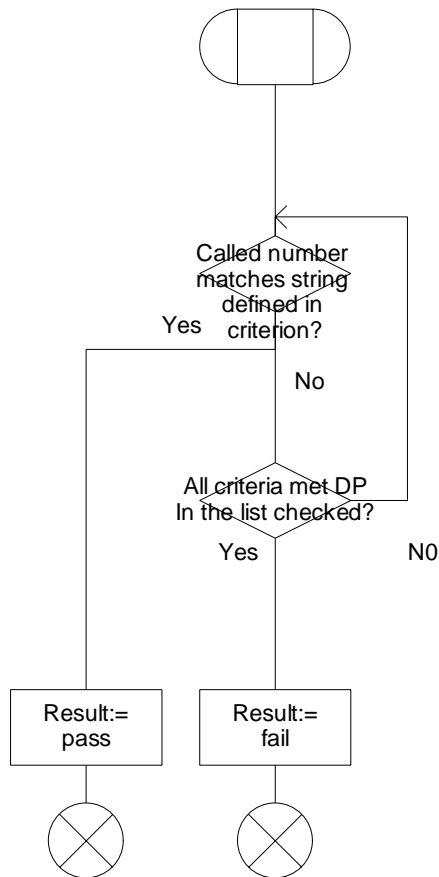 Called number
matches string
defined in
criterion?
Yes
No
All criteria met DP
In the list checked?
Yes
N0
Result:=
pass
Result:=
fail